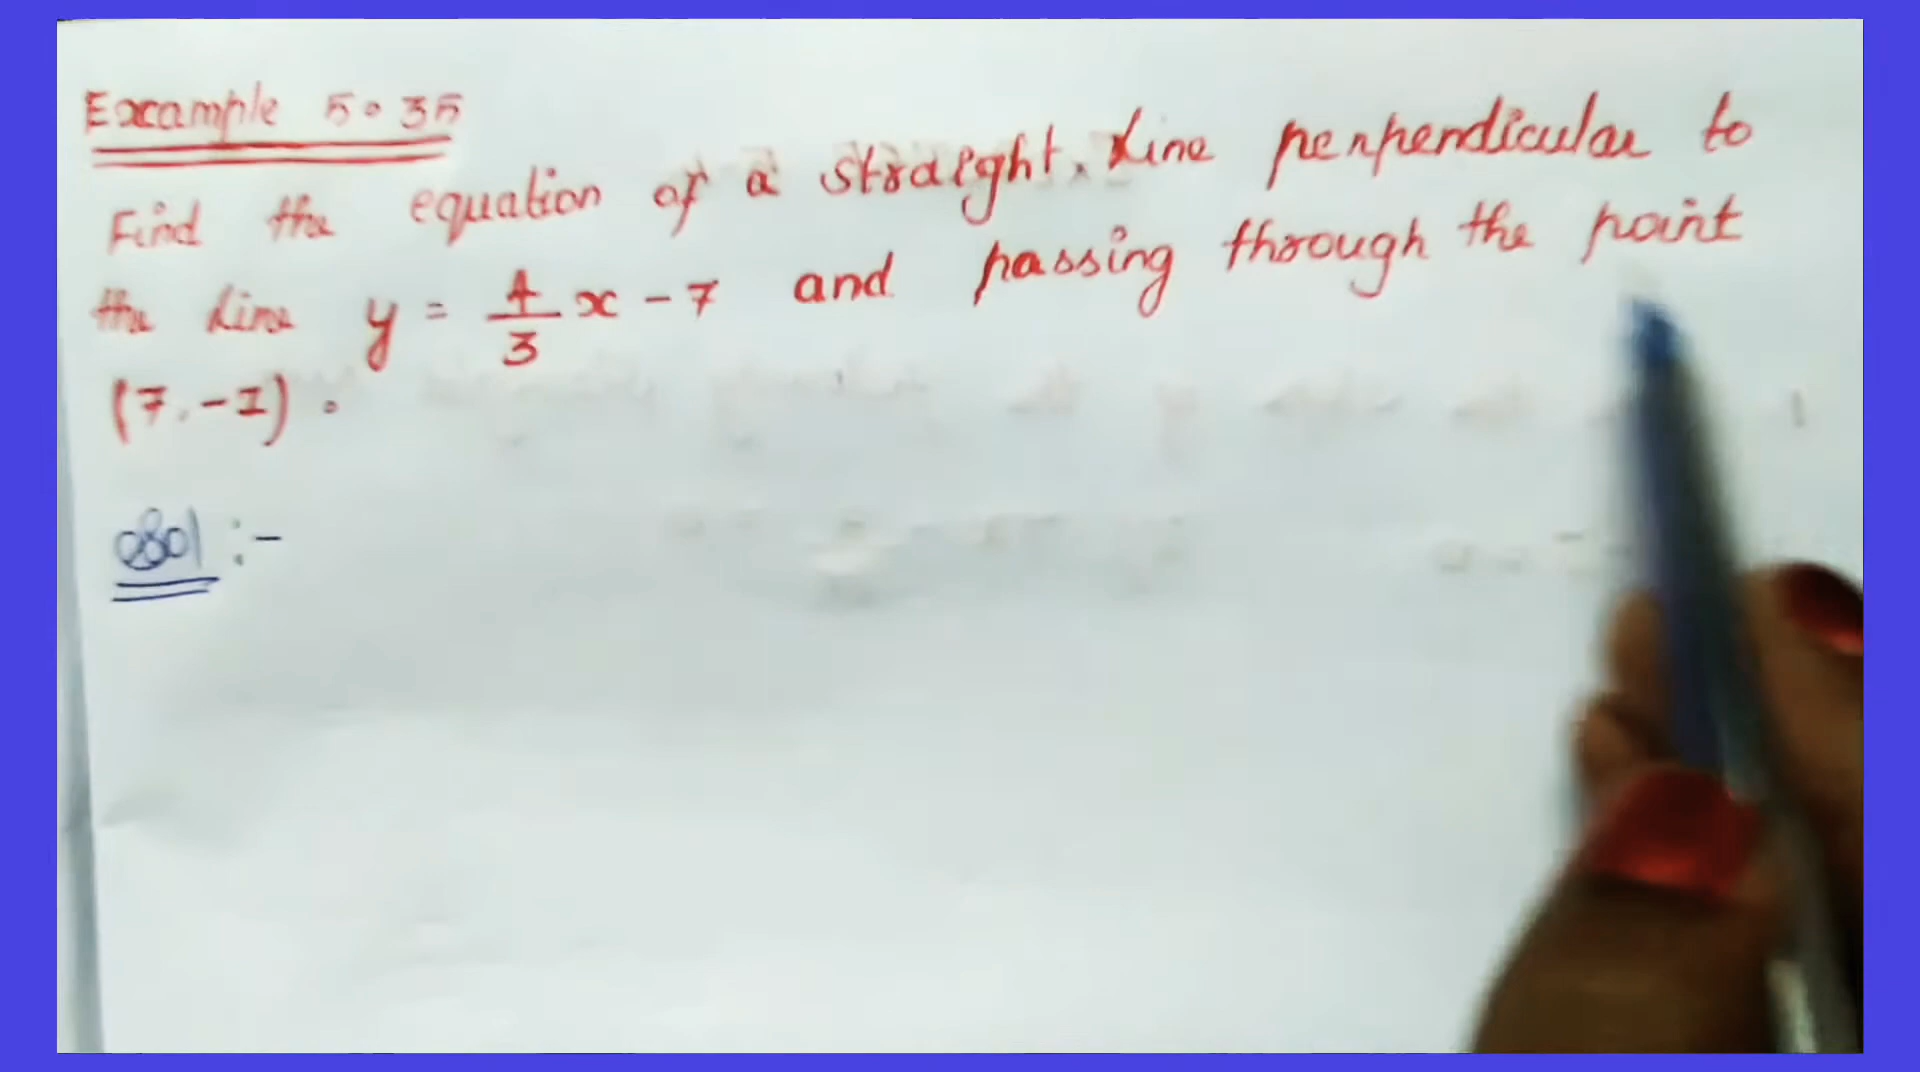 Example 5.35
Find the equation of a straight line perpendicular to
the line y = 4/3 x - 7 and passing through the point
(7, -1).
Sol :-